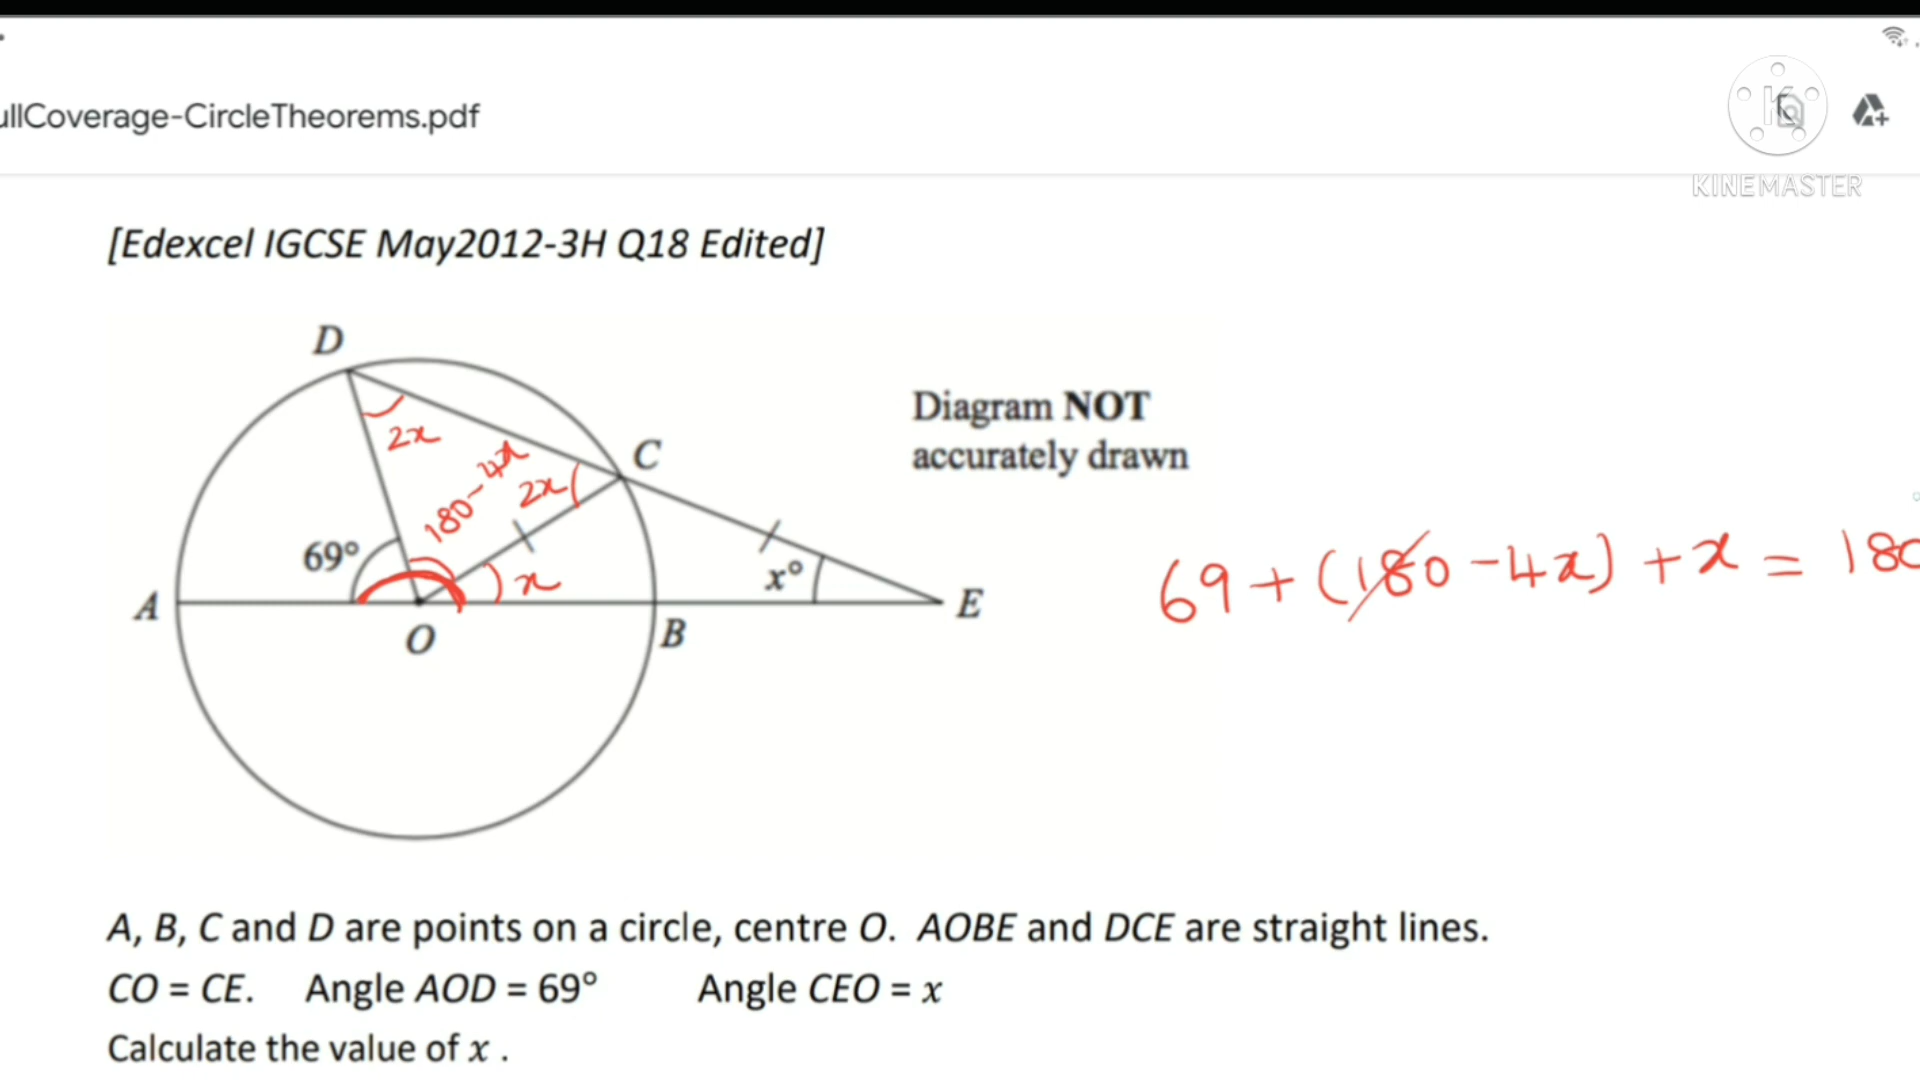 ullCoverage-CircleTheorems.pdf
KINEMASTER
[Edexcel IGCSE May2012-3H Q18 Edited]
D
2x
180-4x
2x
C
Diagram NOT
accurately drawn
69°
x
x°
A
O
B
E
69+(180-4x)+x=180
A, B, C and D are points on a circle, centre O. AOBE and DCE are straight lines.
CO = CE. Angle AOD = 69° Angle CEO = x
Calculate the value of x .